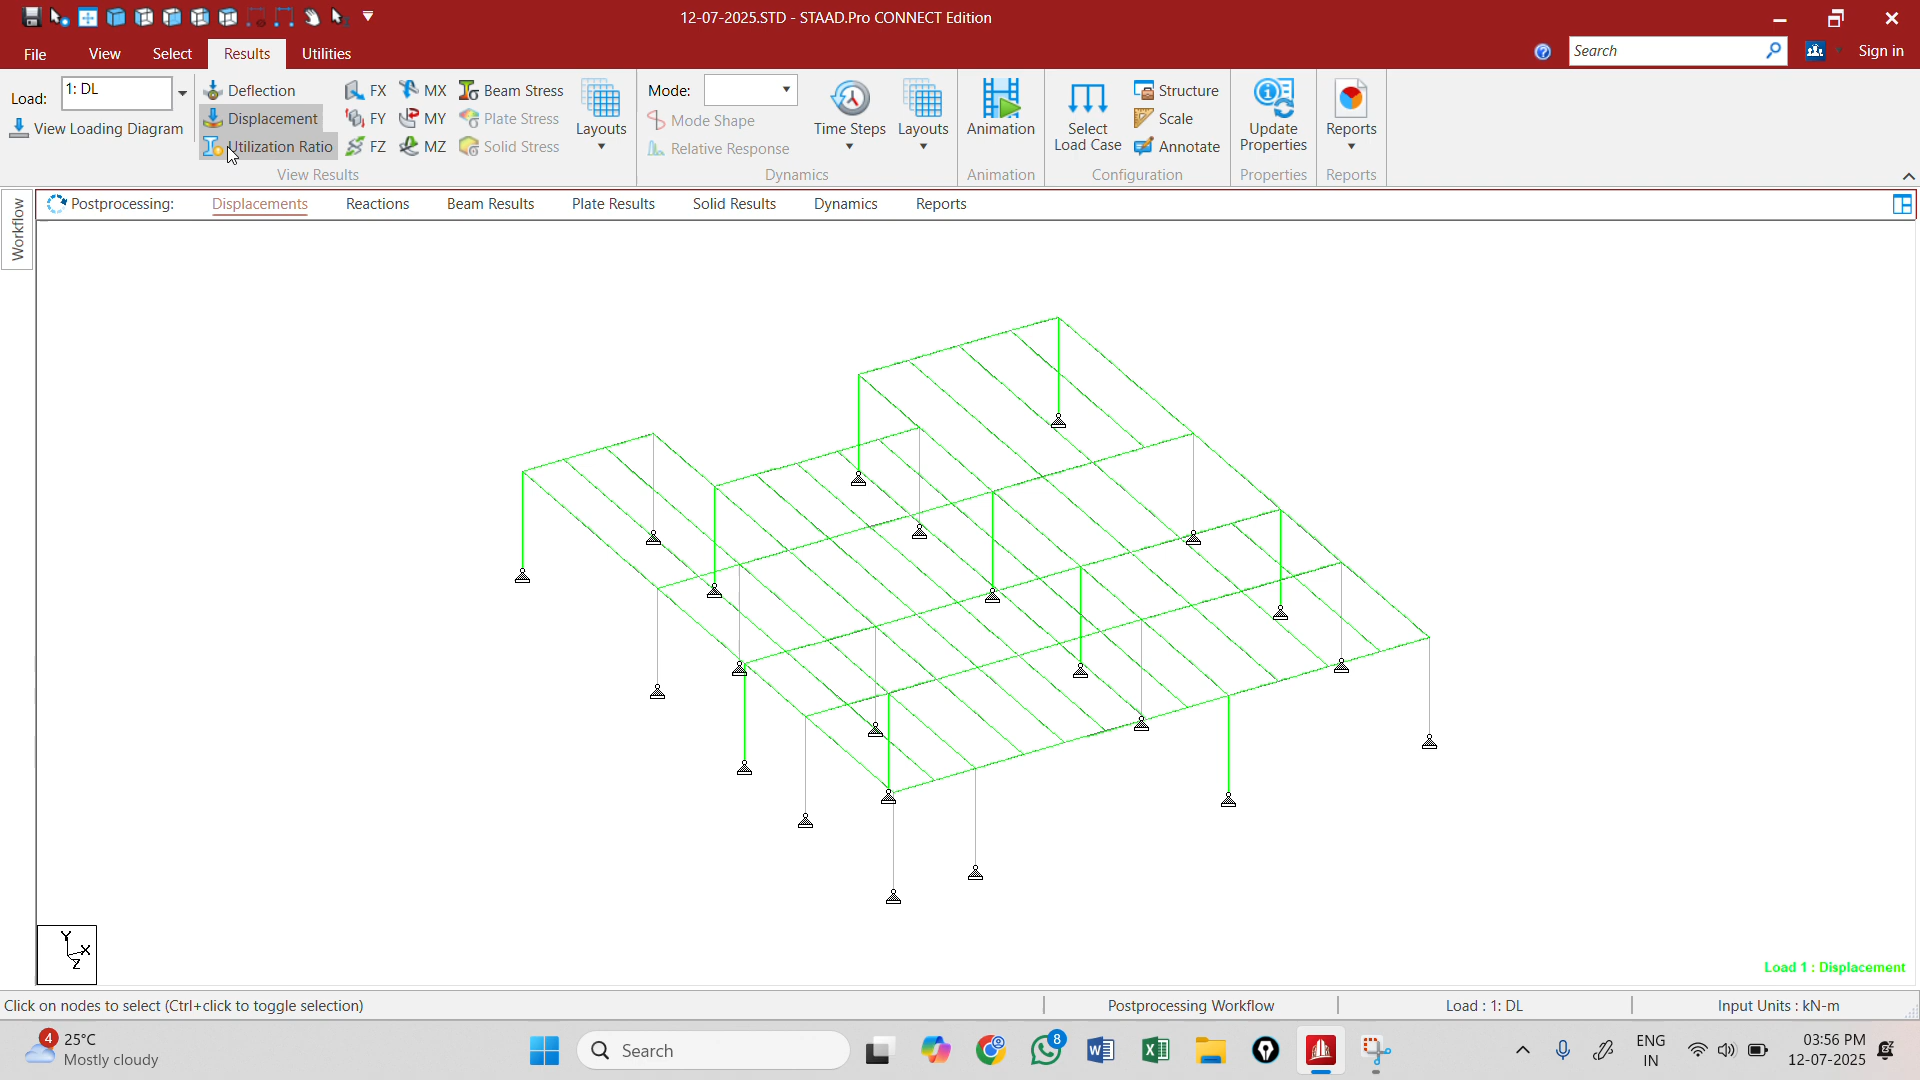 12-07-2025.STD - STAAD.Pro CONNECT Edition
File View Select Results Utilities
Search
Sign in
Load: 1: DL
View Loading Diagram
Deflection
Displacement
Utilization Ratio
FX
FY
FZ
MX
MY
MZ
Beam Stress
Plate Stress
Solid Stress
Layouts
View Results
Mode:
Mode Shape
Relative Response
Time Steps
Layouts
Dynamics
Animation
Animation
Select
Load Case
Structure
Scale
Annotate
Configuration
Update
Properties
Properties
Reports
Reports
Workflow
Postprocessing: Displacements Reactions Beam Results Plate Results Solid Results Dynamics Reports
Y
X
Z
Load 1 : Displacement
Click on nodes to select (Ctrl+click to toggle selection)
Postprocessing Workflow
Load : 1: DL
Input Units : kN-m
4
25°C
Mostly cloudy
Search
8
ENG
IN
03:56 PM
12-07-2025